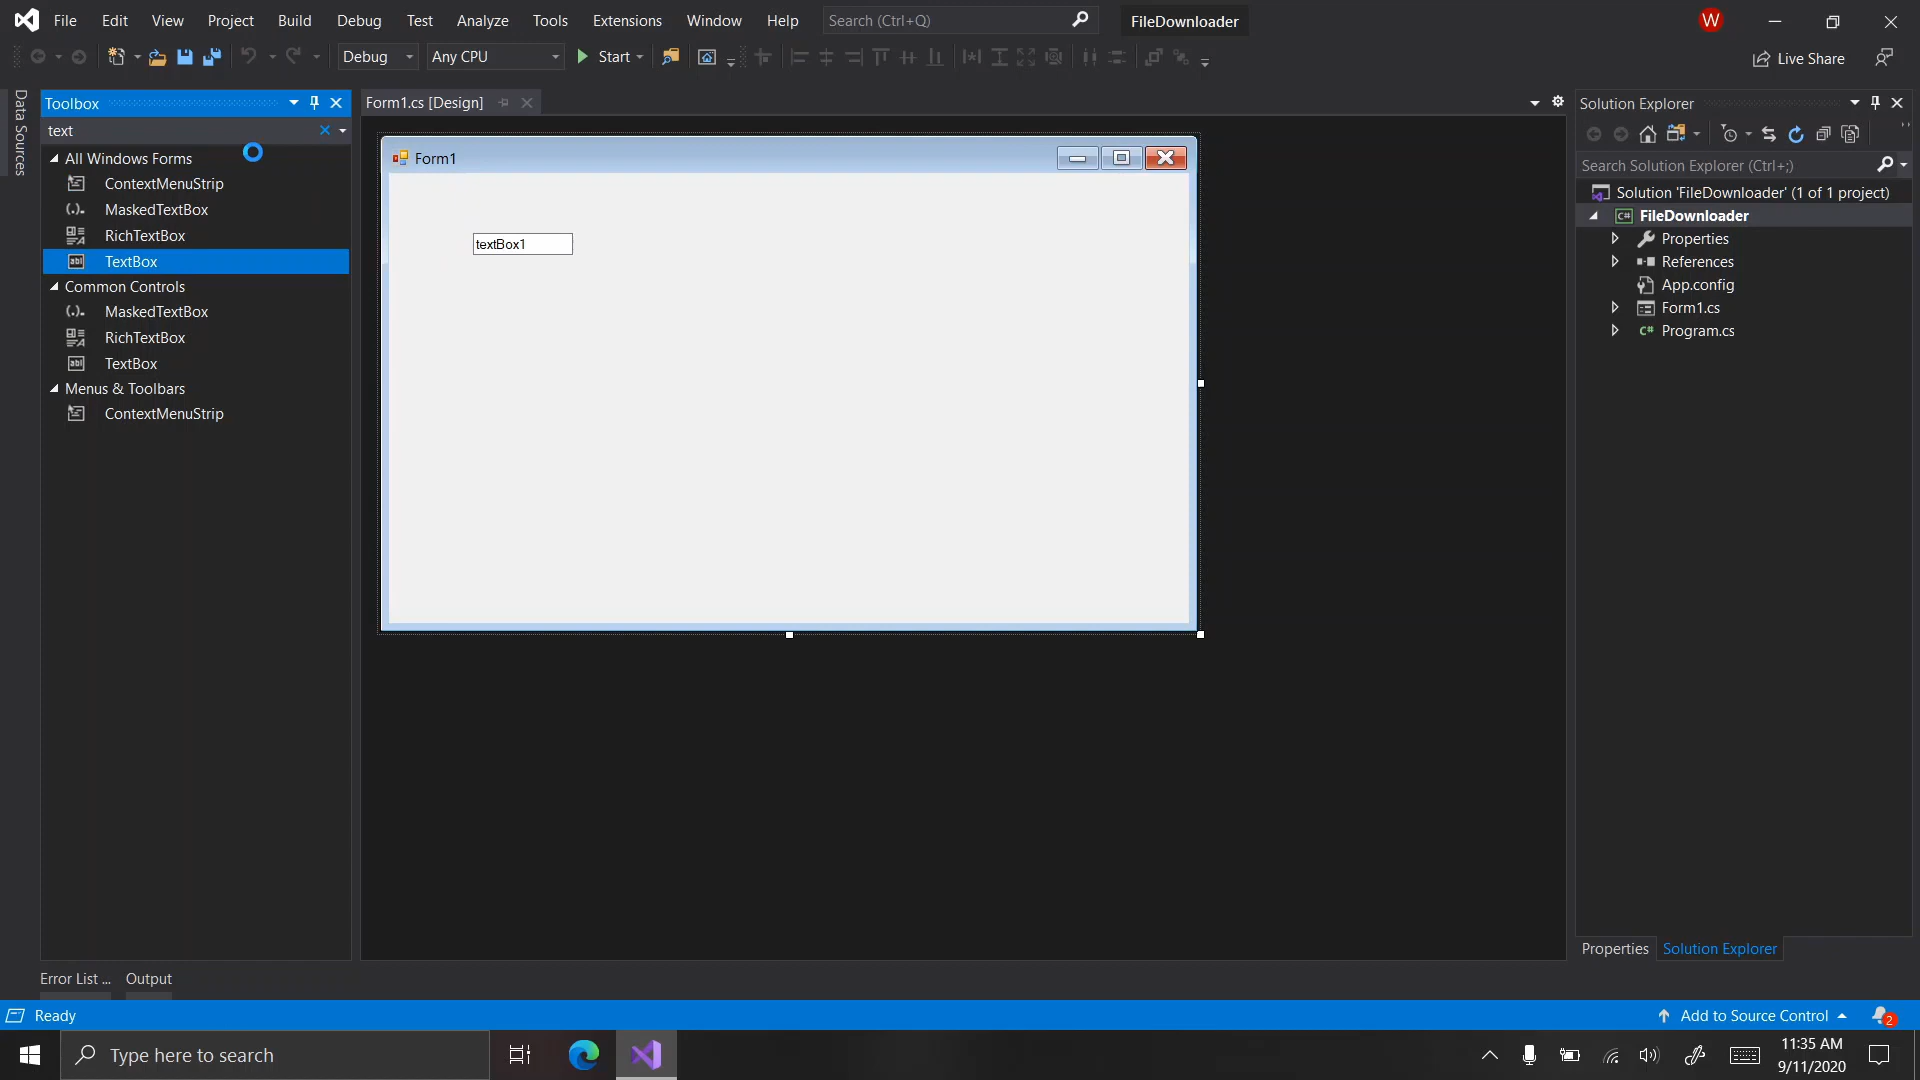 File Edit View Project Build Debug Test Analyze Tools Extensions Window Help Search (Ctrl+Q) FileDownloader W
Debug Any CPU Start Live Share
Data Sources
Toolbox
text
All Windows Forms
ContextMenuStrip
MaskedTextBox
RichTextBox
TextBox
Common Controls
MaskedTextBox
RichTextBox
TextBox
Menus & Toolbars
ContextMenuStrip
Form1.cs [Design]
Form1
textBox1
Solution Explorer
Search Solution Explorer (Ctrl+;)
Solution 'FileDownloader' (1 of 1 project)
C# FileDownloader
Properties
References
App.config
Form1.cs
C# Program.cs
Properties Solution Explorer
Error List ... Output
Ready Add to Source Control 2
Type here to search
11:35 AM
9/11/2020